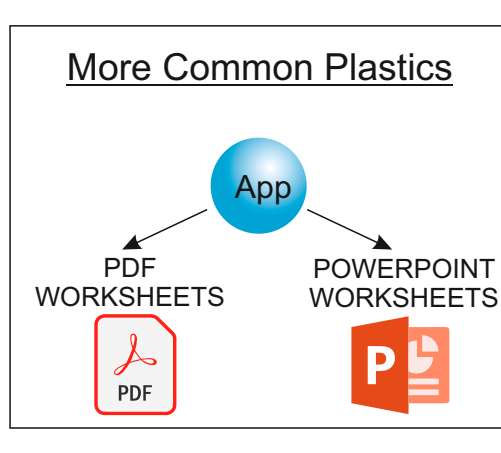 More Common Plastics
App
PDF
WORKSHEETS
POWERPOINT
WORKSHEETS
PDF
P